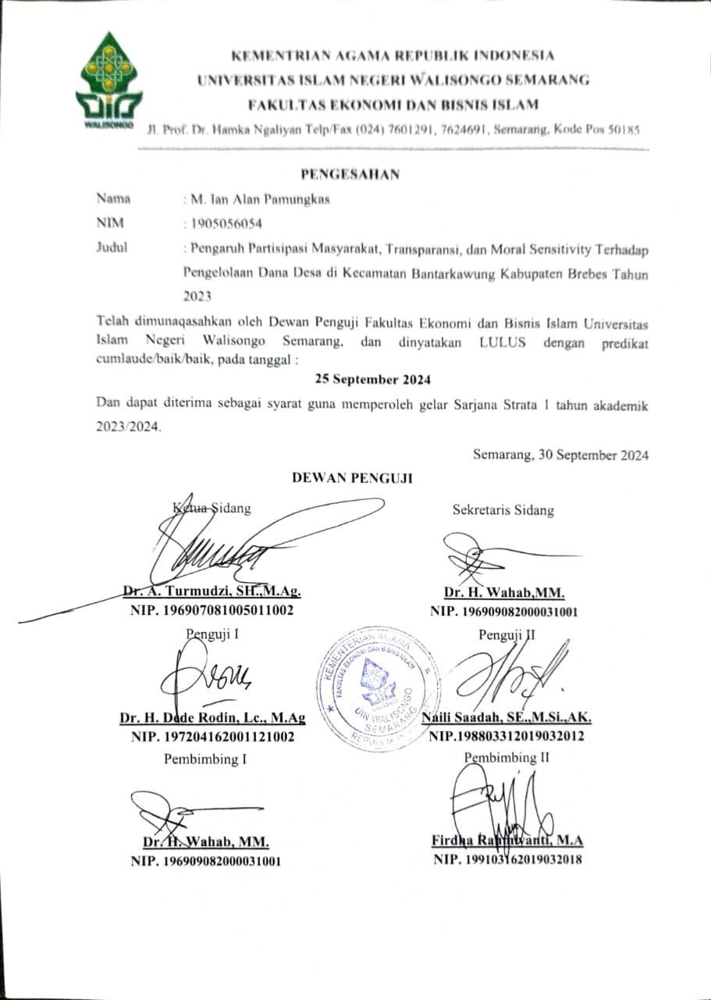 KEMENTRIAN AGAMA REPUBLIK INDONESIA
UNIVERSITAS ISLAM NEGERI WALISONGO SEMARANG
FAKULTAS EKONOMI DAN BISNIS ISLAM
WALISONGO
Jl. Prof. Dr. Hamka Ngaliyan Telp/Fax (024) 7601291, 7624691, Semarang, Kode Pos 50185
PENGESAHAN
Nama : M. Ian Alan Pamungkas
NIM : 1905056054
Judul : Pengaruh Partisipasi Masyarakat, Transparansi, dan Moral Sensitivity Terhadap
Pengelolaan Dana Desa di Kecamatan Bantarkawung Kabupaten Brebes Tahun
2023
Telah dimunaqasahkan oleh Dewan Penguji Fakultas Ekonomi dan Bisnis Islam Universitas
Islam Negeri Walisongo Semarang, dan dinyatakan LULUS dengan predikat
cumlaude/baik/baik, pada tanggal :
25 September 2024
Dan dapat diterima sebagai syarat guna memperoleh gelar Sarjana Strata 1 tahun akademik
2023/2024.
Semarang, 30 September 2024
DEWAN PENGUJI
Ketua Sidang Sekretaris Sidang
Dr. A. Turmudzi, SH.,M.Ag. Dr. H. Wahab,MM.
NIP. 196907081005011002 NIP. 196909082000031001
Penguji I Penguji II
KEMENTERIAN AGAMA
FAKULTAS EKONOMI DAN BISNIS ISLAM
UIN WALISONGO
SEMARANG
Dr. H. Dede Rodin, Lc., M.Ag Naili Saadah, SE.,M.Si.,AK.
NIP. 197204162001121002 NIP.198803312019032012
Pembimbing I Pembimbing II
Dr. H. Wahab, MM. Firdha Rahmiyanti, M.A
NIP. 196909082000031001 NIP. 199103162019032018